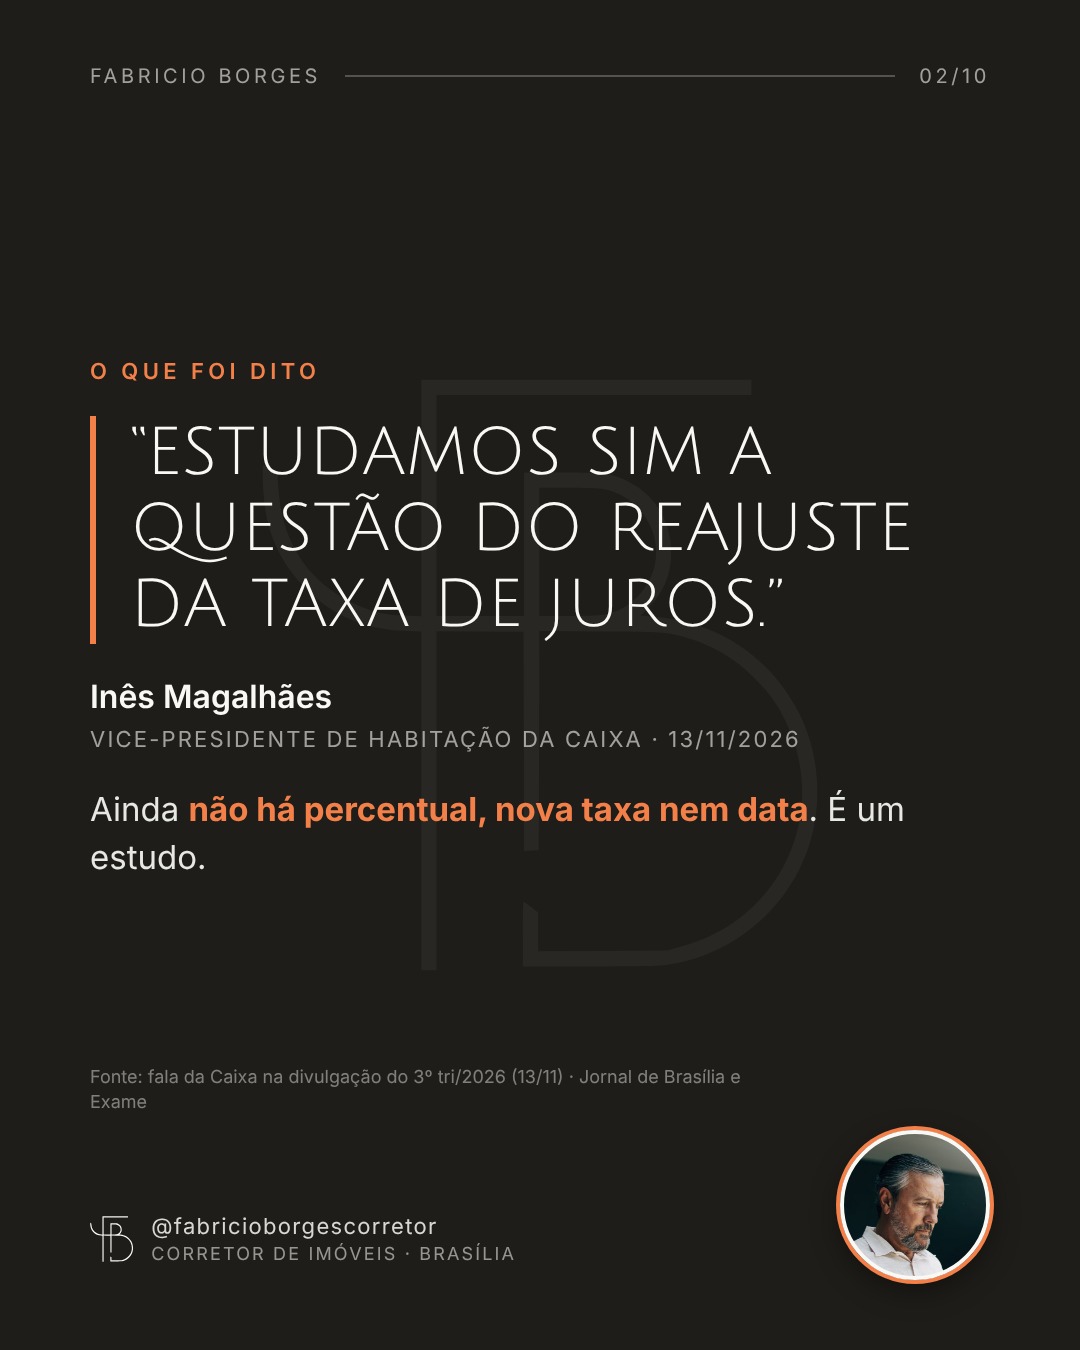 FABRICIO BORGES
02/10
O QUE FOI DITO
“ESTUDAMOS SIM A
QUESTÃO DO REAJUSTE
DA TAXA DE JUROS.”
Inês Magalhães
VICE-PRESIDENTE DE HABITAÇÃO DA CAIXA · 13/11/2026
Ainda não há percentual, nova taxa nem data. É um
estudo.
Fonte: fala da Caixa na divulgação do 3º tri/2026 (13/11) · Jornal de Brasília e
Exame
@fabricioborgescorretor
CORRETOR DE IMÓVEIS · BRASÍLIA